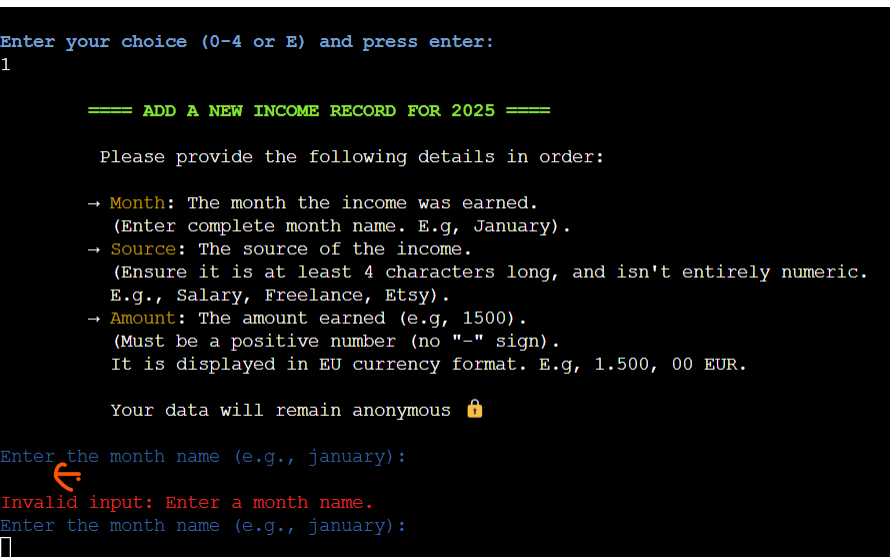 Enter your choice (0-4 or E) and press enter:
1
==== ADD A NEW INCOME RECORD FOR 2025 ====
Please provide the following details in order:
→ Month: The month the income was earned.
(Enter complete month name. E.g, January).
→ Source: The source of the income.
(Ensure it is at least 4 characters long, and isn't entirely numeric.
E.g., Salary, Freelance, Etsy).
→ Amount: The amount earned (e.g, 1500).
(Must be a positive number (no "-" sign).
It is displayed in EU currency format. E.g, 1.500, 00 EUR.
Your data will remain anonymous 🔒
Enter the month name (e.g., january):
Invalid input: Enter a month name.
Enter the month name (e.g., january):